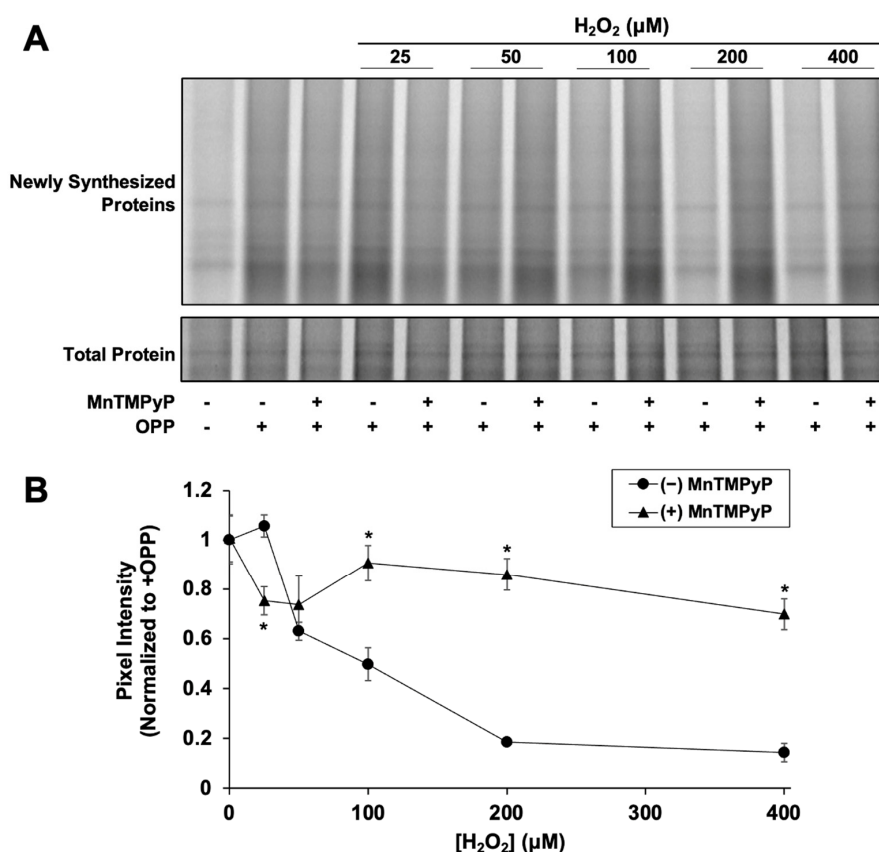 A
H₂O₂ (µM)
25 50 100 200 400
Newly Synthesized
Proteins
Total Protein
MnTMPyP - - + - + - + - + - + - +
OPP - + + + + + + + + + + + +
B
(−) MnTMPyP
(+) MnTMPyP
Pixel Intensity
(Normalized to +OPP)
1.2
1
0.8
0.6
0.4
0.2
0
* * * *
0 100 200 300 400
[H₂O₂] (µM)